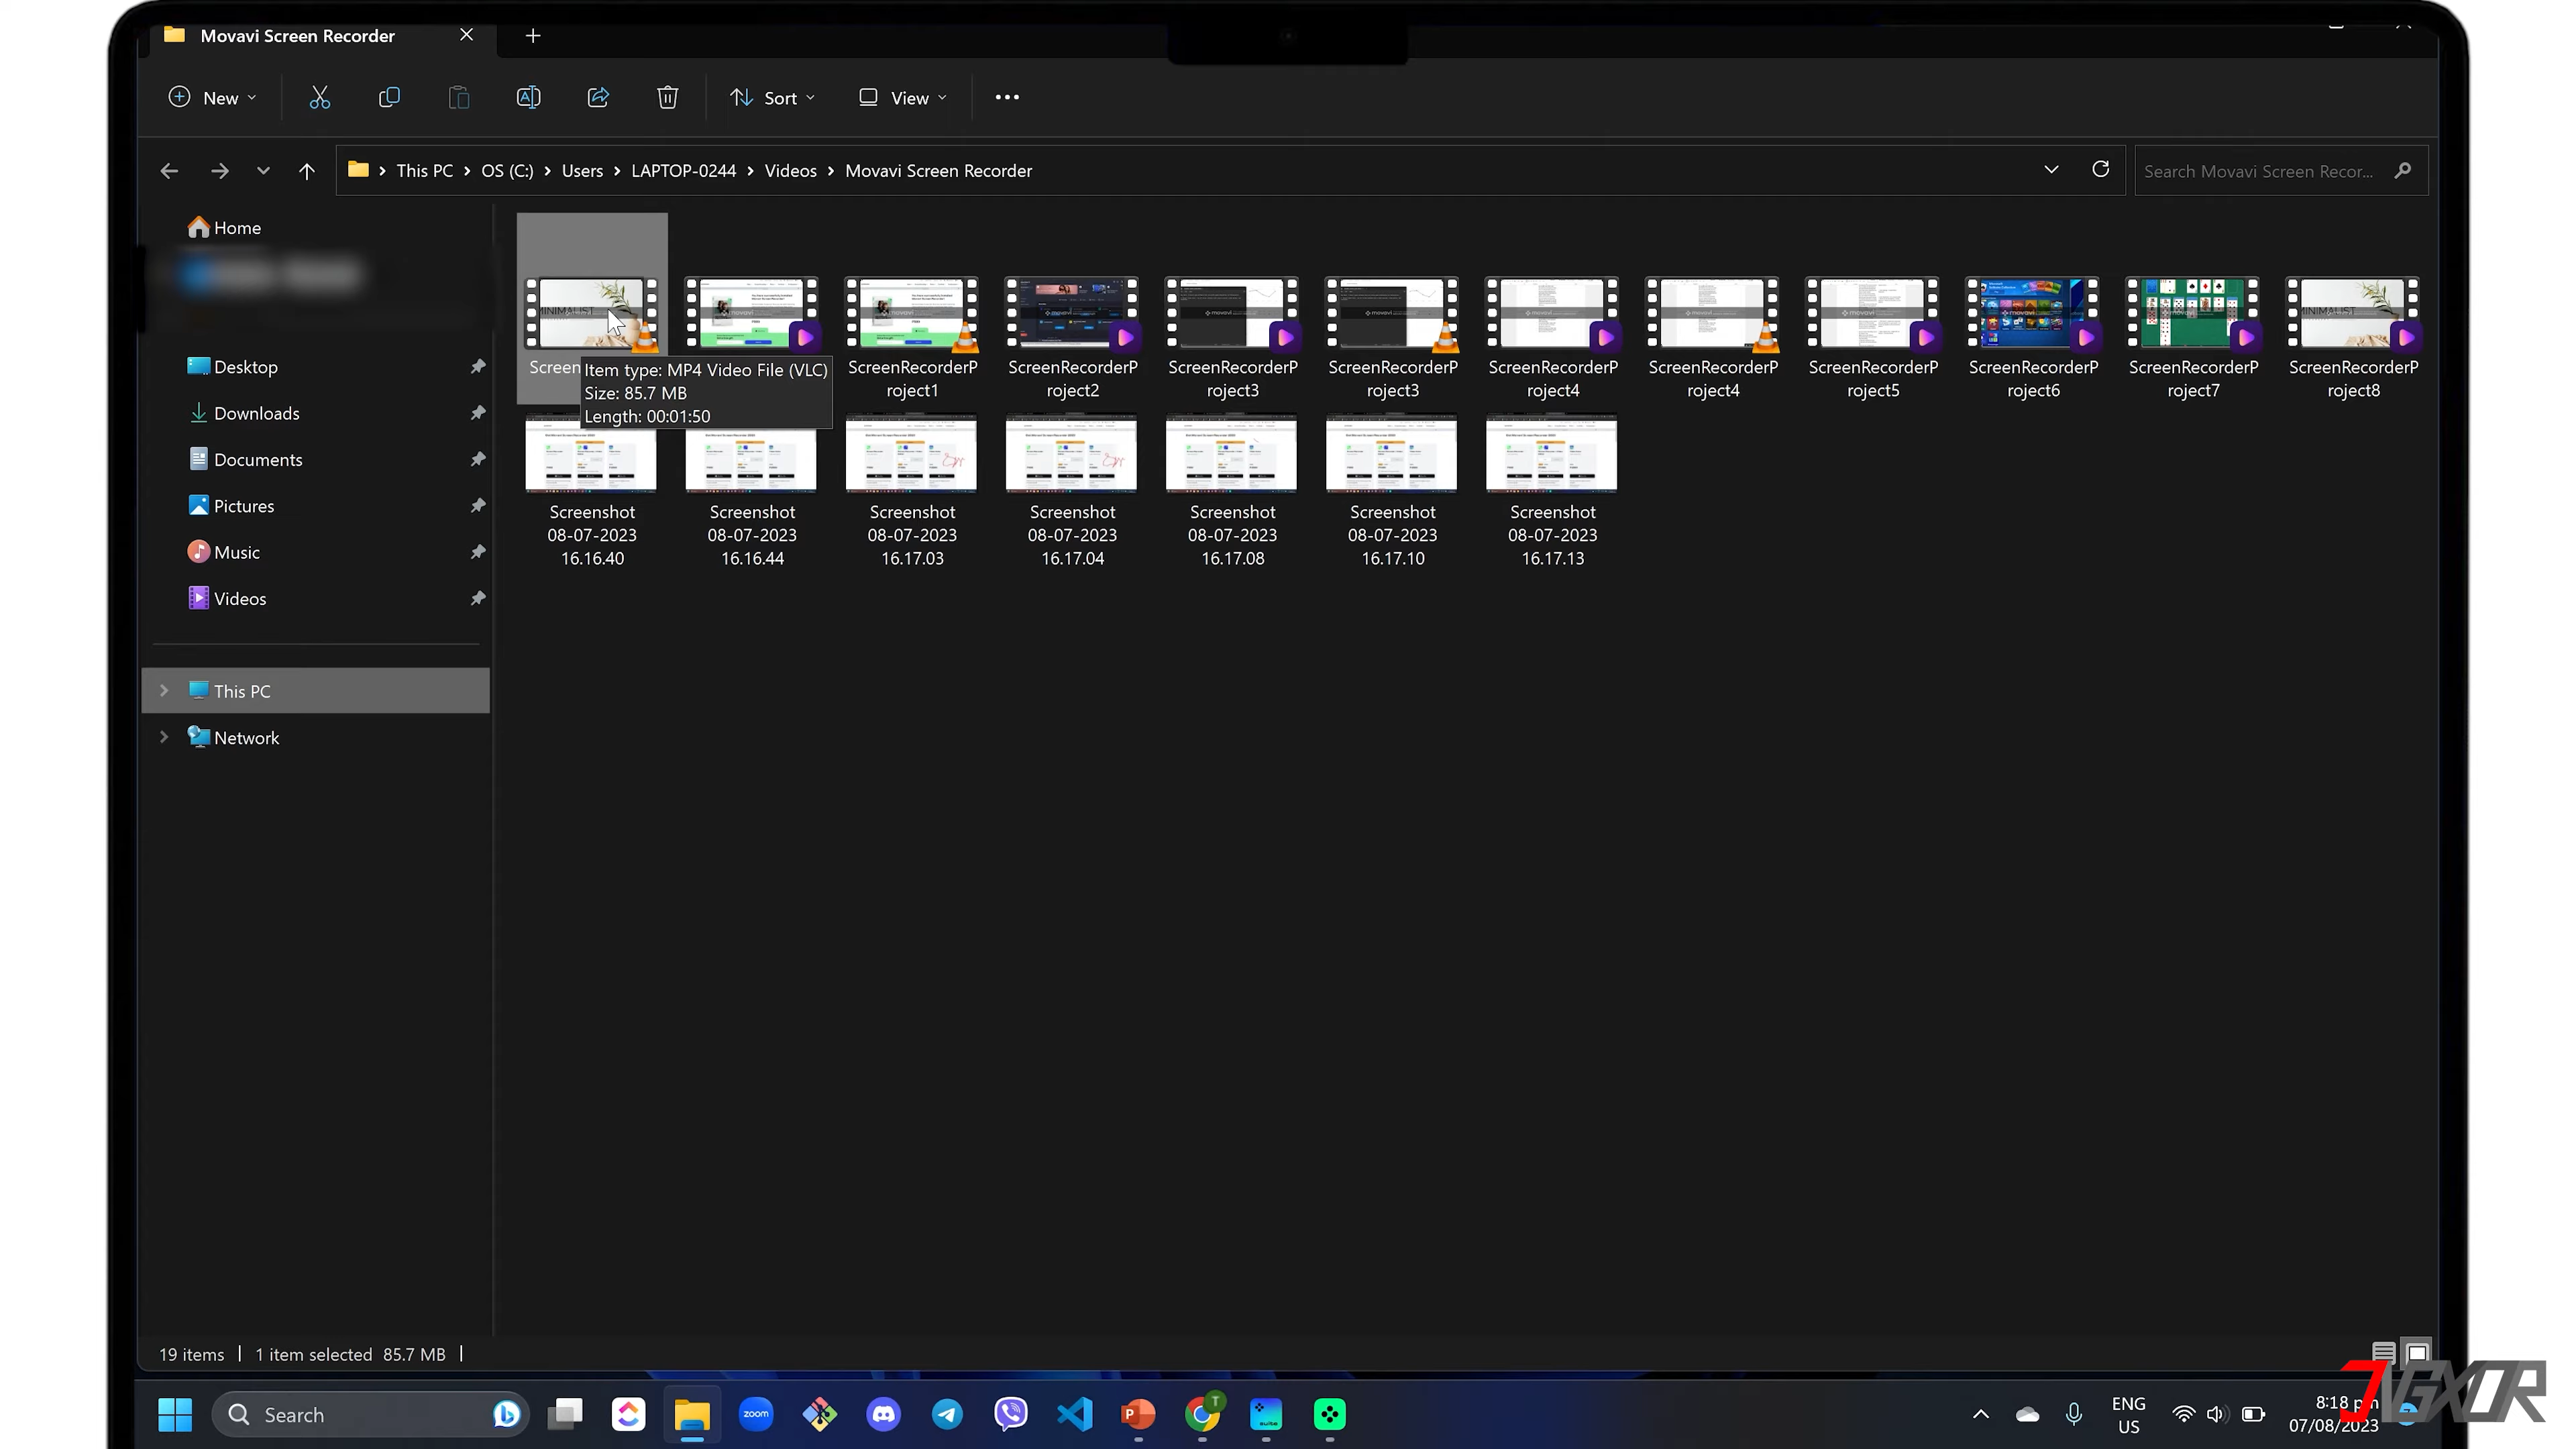 Movavi Screen Recorder
New
Sort
View
This PC
OS (C:)
Users
LAPTOP-0244
Videos
Movavi Screen Recorder
Search Movavi Screen Recor...
Home
Desktop
Downloads
Documents
Pictures
Music
Videos
This PC
Network
Screen
Item type: MP4 Video File (VLC)
Size: 85.7 MB
Length: 00:01:50
MINIMALIST
ScreenRecorderP
roject1
ScreenRecorderP
roject2
ScreenRecorderP
roject3
ScreenRecorderP
roject3
ScreenRecorderP
roject4
ScreenRecorderP
roject4
ScreenRecorderP
roject5
ScreenRecorderP
roject6
ScreenRecorderP
roject7
ScreenRecorderP
roject8
Screenshot
08-07-2023
16.16.40
Screenshot
08-07-2023
16.16.44
Screenshot
08-07-2023
16.17.03
Screenshot
08-07-2023
16.17.04
Screenshot
08-07-2023
16.17.08
Screenshot
08-07-2023
16.17.10
Screenshot
08-07-2023
16.17.13
19 items
1 item selected 85.7 MB
Search
zoom
suite
ENG
US
8:18
07/08/2023